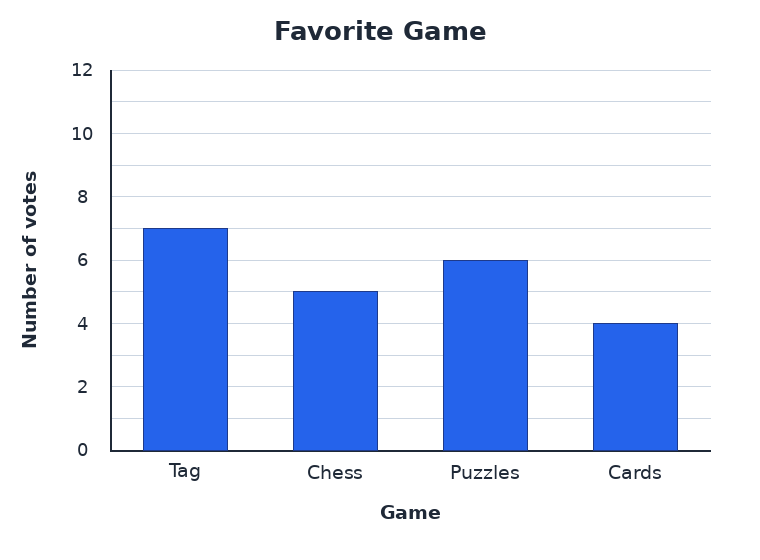 Favorite Game
12
10
8
6
4
2
0
Number of votes
Tag
Chess
Puzzles
Cards
Game